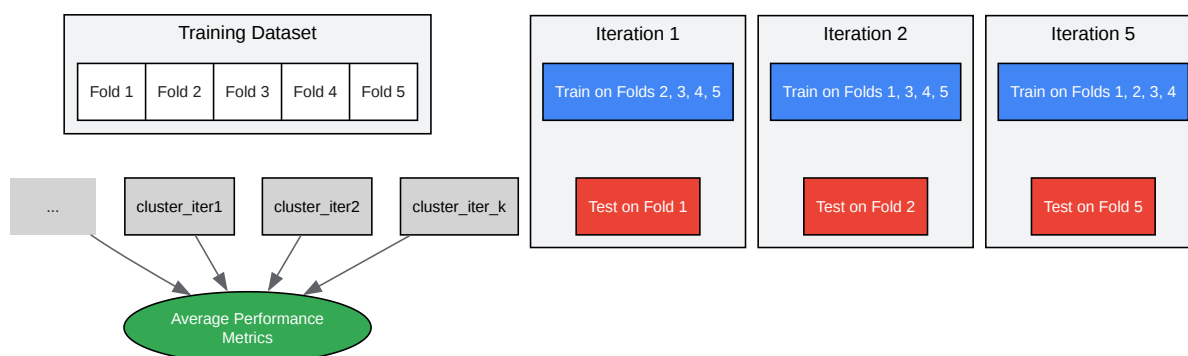 Training Dataset
Fold 1
Fold 2
Fold 3
Fold 4
Fold 5
Iteration 1
Train on Folds 2, 3, 4, 5
Test on Fold 1
Iteration 2
Train on Folds 1, 3, 4, 5
Test on Fold 2
Iteration 5
Train on Folds 1, 2, 3, 4
Test on Fold 5
...
cluster_iter1
cluster_iter2
cluster_iter_k
Average Performance
Metrics